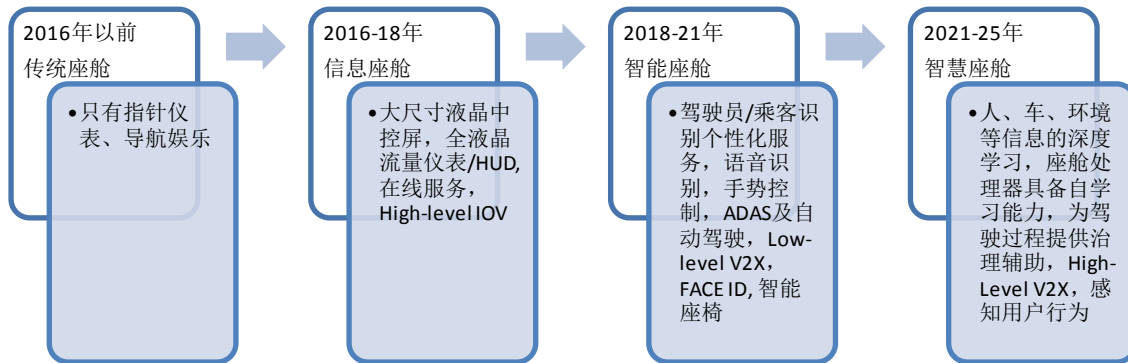 2016年以前
传统座舱
•只有指针仪
表、导航娱乐
2016-18年
信息座舱
•大尺寸液晶中
控屏，全液晶
流量仪表/HUD,
在线服务，
High-level IOV
2018-21年
智能座舱
•驾驶员/乘客识
别个性化服
务，语音识
别，手势控
制，ADAS及自
动驾驶，Low-
level V2X，
FACE ID, 智能
座椅
2021-25年
智慧座舱
•人、车、环境
等信息的深度
学习，座舱处
理器具备自学
习能力，为驾
驶过程提供治
理辅助，High-
Level V2X，感
知用户行为